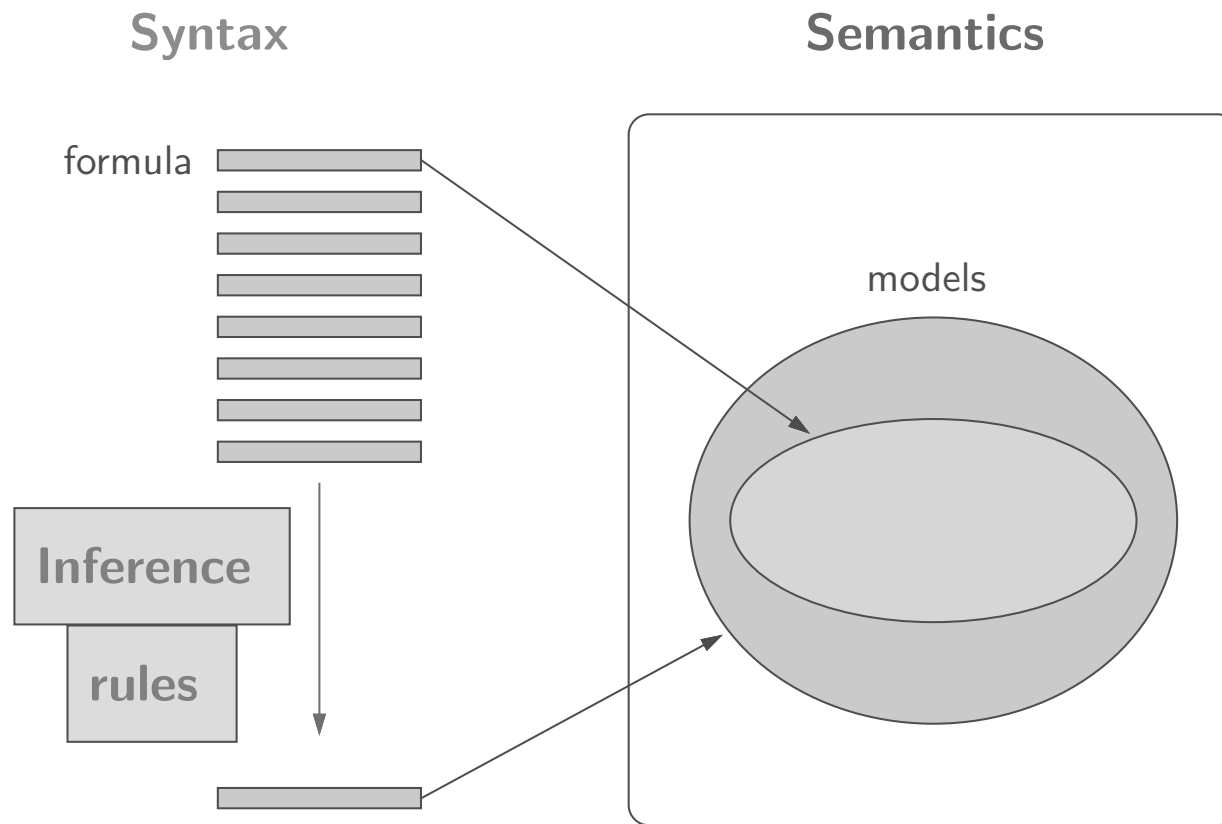 Syntax
Semantics
formula
models
Inference
rules